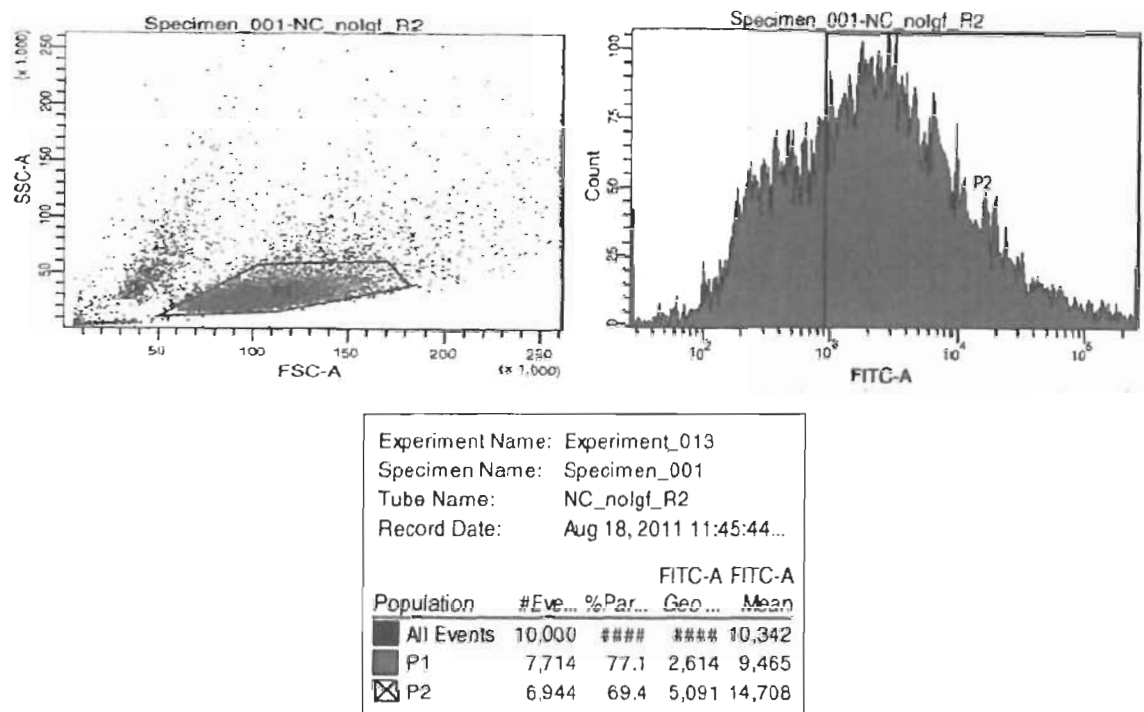 Specimen_001-NC_noIgf_R2
(x 1,000)
250
200
150
100
50
SSC-A
50 100 150 200 250
FSC-A
(x 1,000)
Specimen_001-NC_noIgf_R2
100
75
50
25
0
Count
P2
10^2 10^3 10^4 10^5
FITC-A
Experiment Name: Experiment_013
Specimen Name: Specimen_001
Tube Name: NC_noIgf_R2
Record Date: Aug 18, 2011 11:45:44...
FITC-A FITC-A
Population #Eve... %Par... Geo ... Mean
All Events 10,000 #### #### 10,342
P1 7,714 77.1 2,614 9,465
P2 6,944 69.4 5,091 14,708